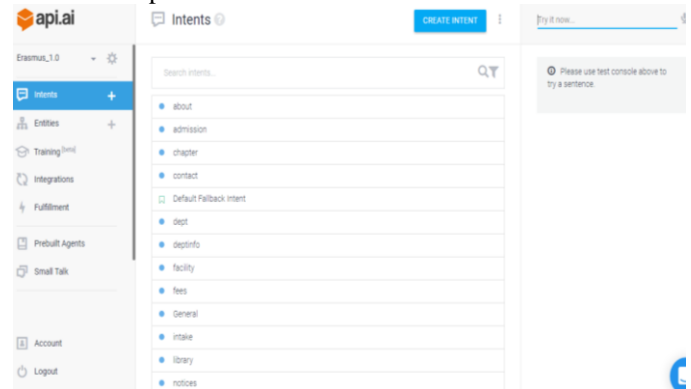 api.ai
Erasmus_1.0
Intents
Entities
Training [beta]
Integrations
Fulfillment
Prebuilt Agents
Small Talk
Account
Logout
Intents
CREATE INTENT
Search intents...
about
admission
chapter
contact
Default Fallback Intent
dept
deptinfo
facility
fees
General
intake
library
notices
Try it now...
Please use test console above to
try a sentence.